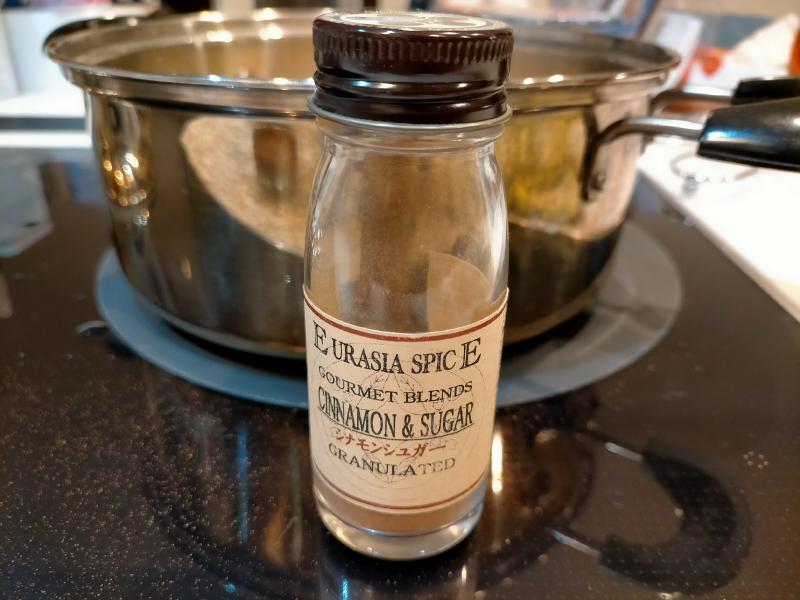 EURASIA SPICE
GOURMET BLENDS
CINNAMON & SUGAR
シナモンシュガー
GRANULATED